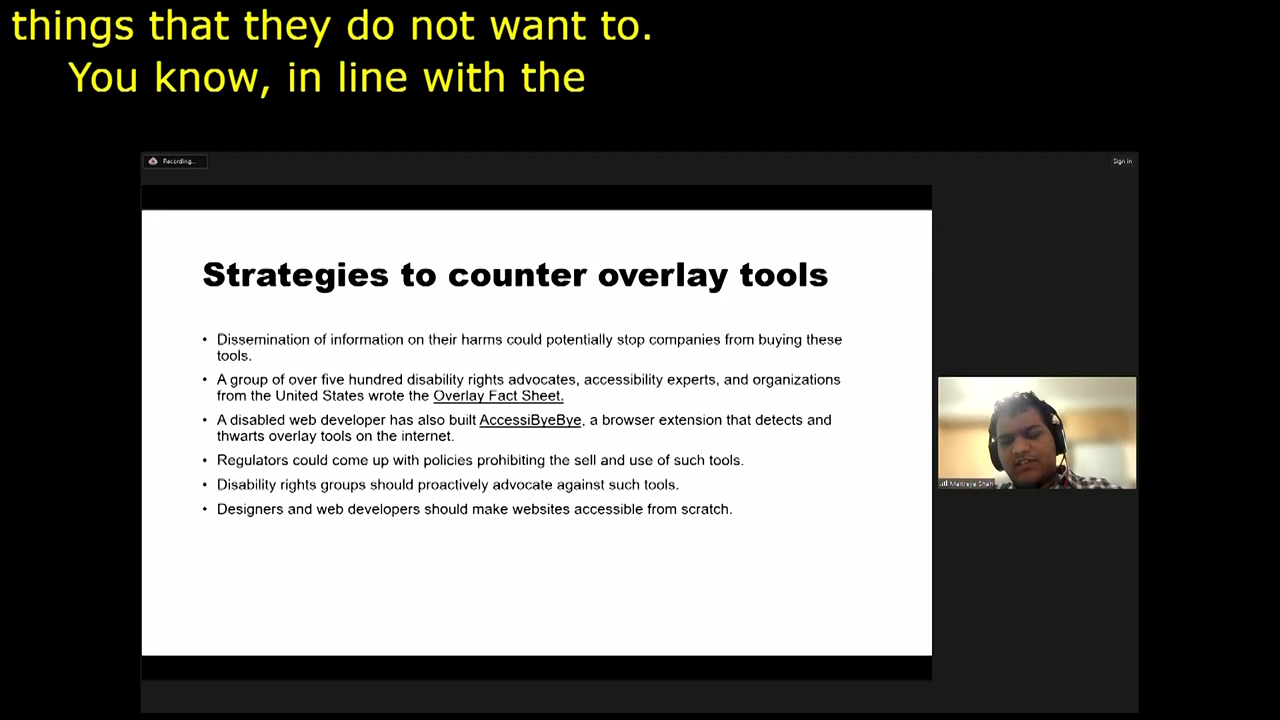 things that they do not want to.
You know, in line with the
Recording...
Sign in
Strategies to counter overlay tools
• Dissemination of information on their harms could potentially stop companies from buying these
tools.
• A group of over five hundred disability rights advocates, accessibility experts, and organizations
from the United States wrote the Overlay Fact Sheet.
• A disabled web developer has also built AccessiByeBye, a browser extension that detects and
thwarts overlay tools on the internet.
• Regulators could come up with policies prohibiting the sell and use of such tools.
• Disability rights groups should proactively advocate against such tools.
• Designers and web developers should make websites accessible from scratch.
Shah